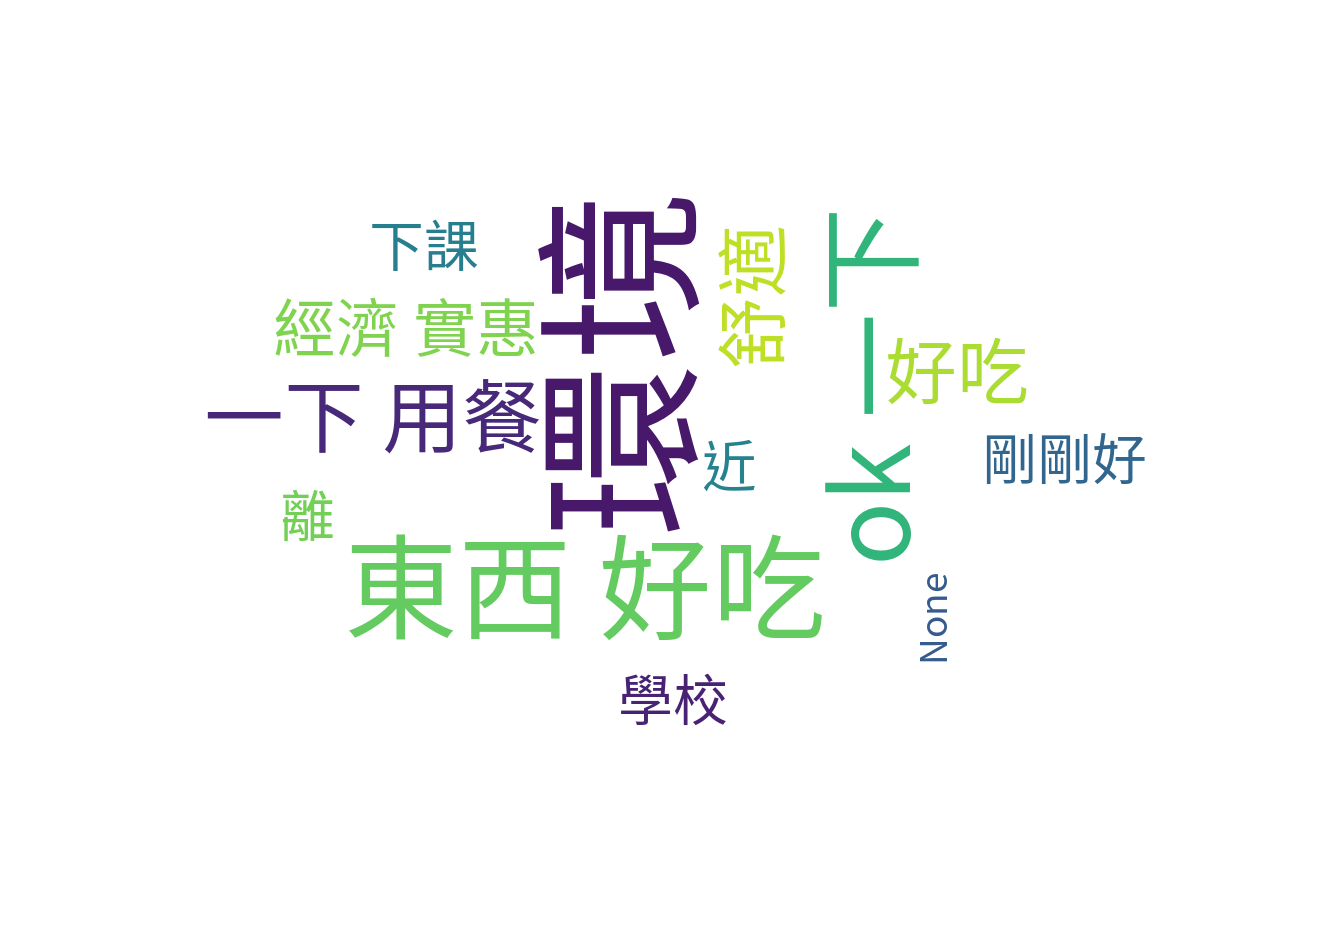 下課
經濟 實惠
一下 用餐
離
環境
東西 好吃
學校
舒適
近
ok 一下
好吃
剛剛好
None